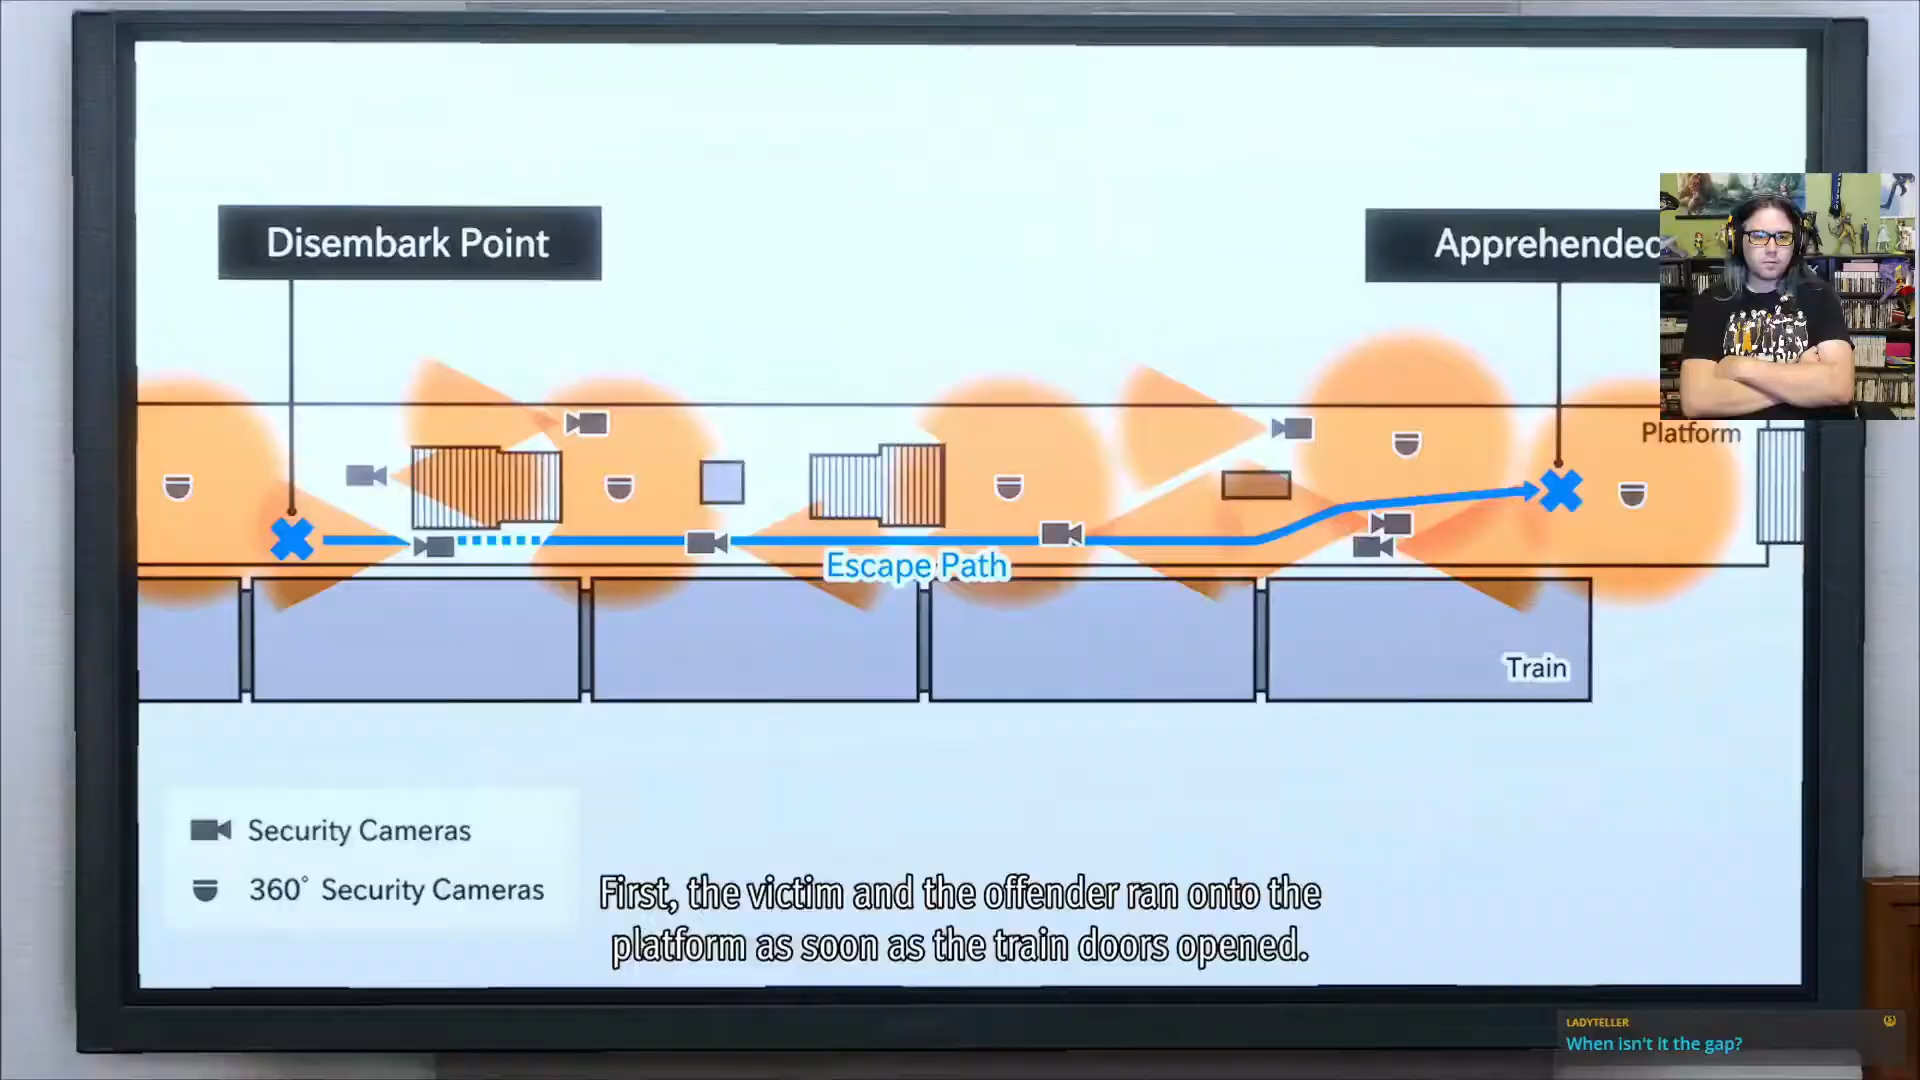 Disembark Point
Apprehended
Platform
Escape Path
Train
Security Cameras
360° Security Cameras
First, the victim and the offender ran onto the
platform as soon as the train doors opened.
LADYTELLER
When isn't it the gap?